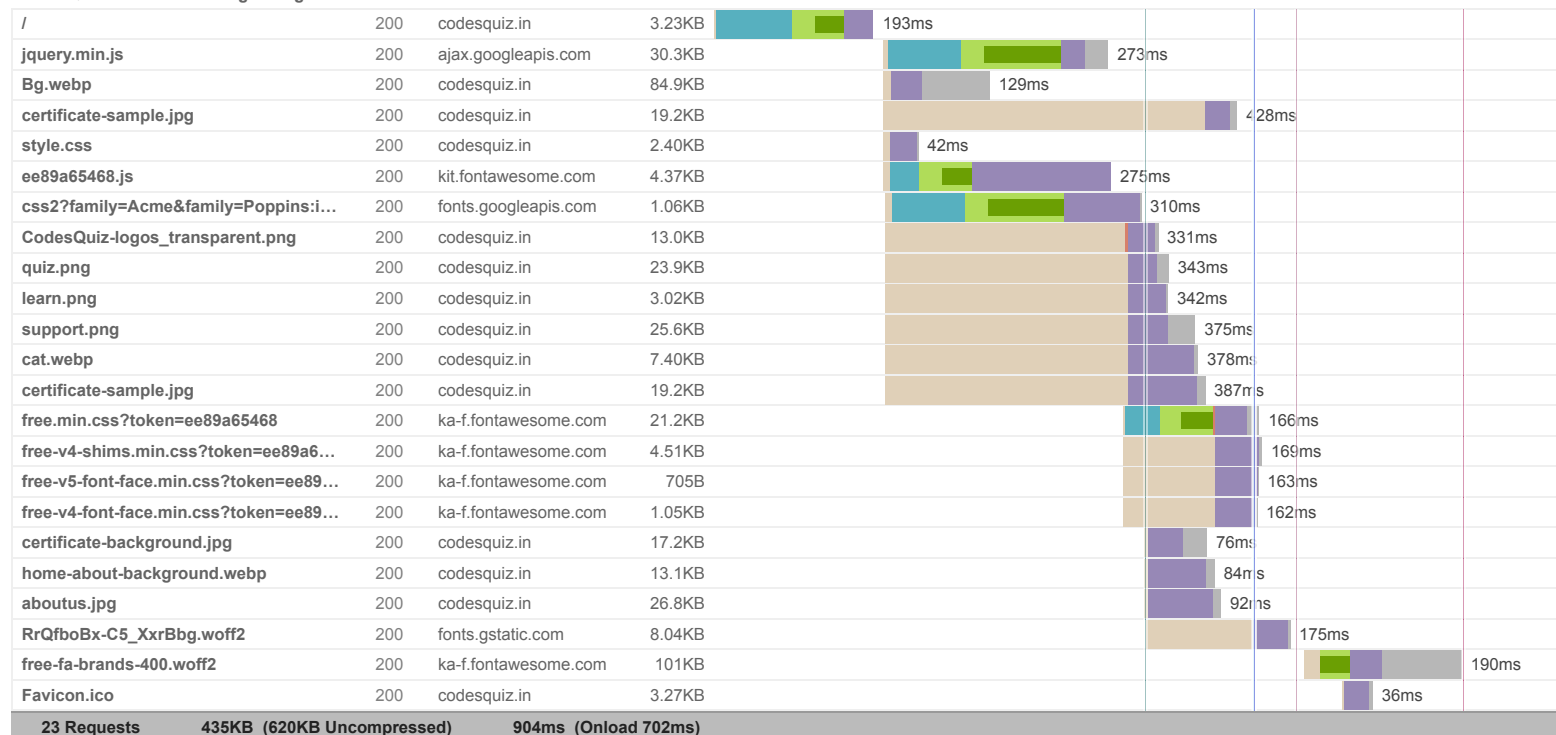 / 200 codesquiz.in 3.23KB 193ms
jquery.min.js 200 ajax.googleapis.com 30.3KB 273ms
Bg.webp 200 codesquiz.in 84.9KB 129ms
certificate-sample.jpg 200 codesquiz.in 19.2KB 428ms
style.css 200 codesquiz.in 2.40KB 42ms
ee89a65468.js 200 kit.fontawesome.com 4.37KB 275ms
css2?family=Acme&family=Poppins:i… 200 fonts.googleapis.com 1.06KB 310ms
CodesQuiz-logos_transparent.png 200 codesquiz.in 13.0KB 331ms
quiz.png 200 codesquiz.in 23.9KB 343ms
learn.png 200 codesquiz.in 3.02KB 342ms
support.png 200 codesquiz.in 25.6KB 375ms
cat.webp 200 codesquiz.in 7.40KB 378ms
certificate-sample.jpg 200 codesquiz.in 19.2KB 387ms
free.min.css?token=ee89a65468 200 ka-f.fontawesome.com 21.2KB 166ms
free-v4-shims.min.css?token=ee89a6… 200 ka-f.fontawesome.com 4.51KB 169ms
free-v5-font-face.min.css?token=ee89… 200 ka-f.fontawesome.com 705B 163ms
free-v4-font-face.min.css?token=ee89… 200 ka-f.fontawesome.com 1.05KB 162ms
certificate-background.jpg 200 codesquiz.in 17.2KB 76ms
home-about-background.webp 200 codesquiz.in 13.1KB 84ms
aboutus.jpg 200 codesquiz.in 26.8KB 92ms
RrQfboBx-C5_XxrBbg.woff2 200 fonts.gstatic.com 8.04KB 175ms
free-fa-brands-400.woff2 200 ka-f.fontawesome.com 101KB 190ms
Favicon.ico 200 codesquiz.in 3.27KB 36ms
23 Requests 435KB (620KB Uncompressed) 904ms (Onload 702ms)